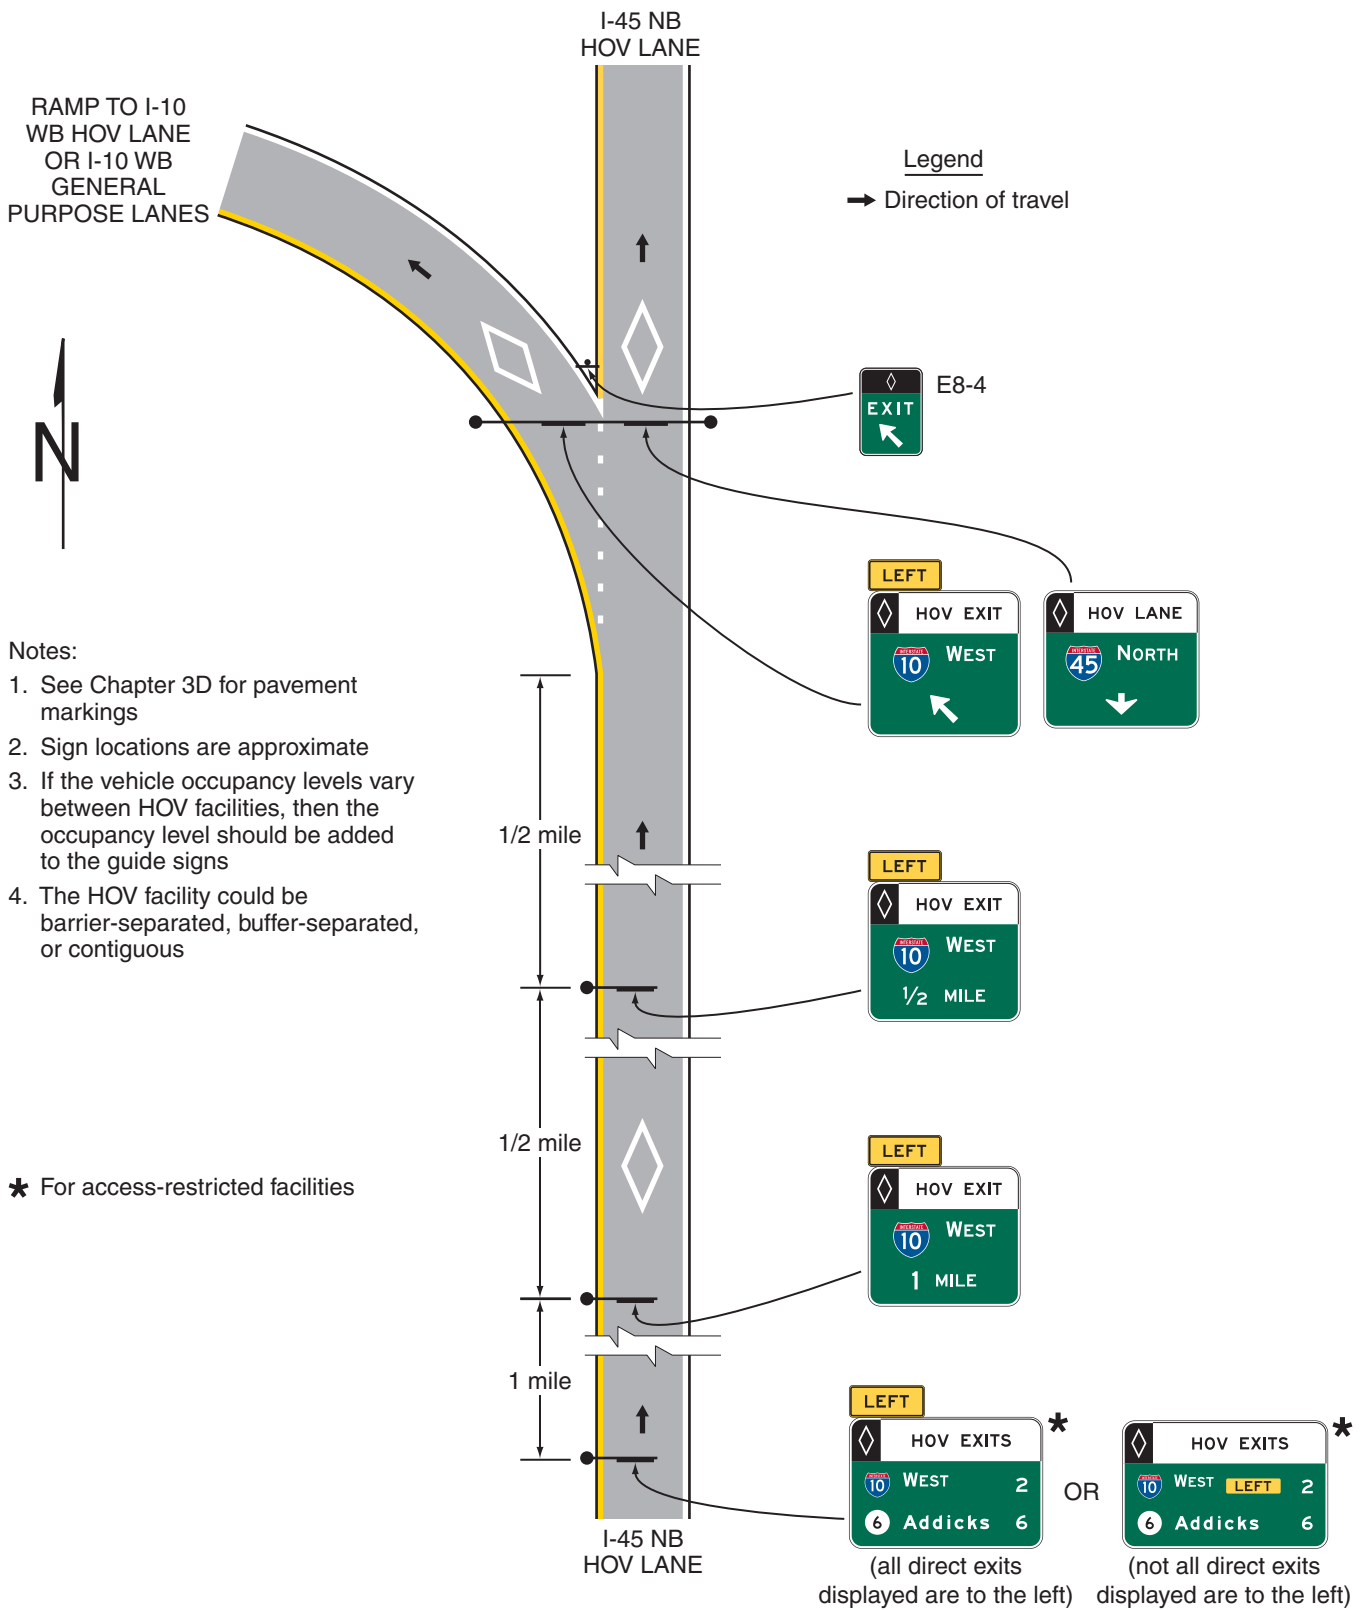 I-45 NB
HOV LANE
RAMP TO I-10
WB HOV LANE
OR I-10 WB
GENERAL
PURPOSE LANES
Legend
Direction of travel
N
E8-4
EXIT
LEFT
HOV EXIT
INTERSTATE
10 WEST
HOV LANE
INTERSTATE
45 NORTH
Notes:
1. See Chapter 3D for pavement
markings
2. Sign locations are approximate
3. If the vehicle occupancy levels vary
between HOV facilities, then the
occupancy level should be added
to the guide signs
4. The HOV facility could be
barrier-separated, buffer-separated,
or contiguous
1/2 mile
LEFT
HOV EXIT
INTERSTATE
10 WEST
1/2 MILE
1/2 mile
* For access-restricted facilities
LEFT
HOV EXIT
INTERSTATE
10 WEST
1 MILE
1 mile
LEFT
*
HOV EXITS
INTERSTATE
10 WEST 2
6 Addicks 6
OR
*
HOV EXITS
INTERSTATE
10 WEST LEFT 2
6 Addicks 6
I-45 NB
HOV LANE
(all direct exits
displayed are to the left)
(not all direct exits
displayed are to the left)